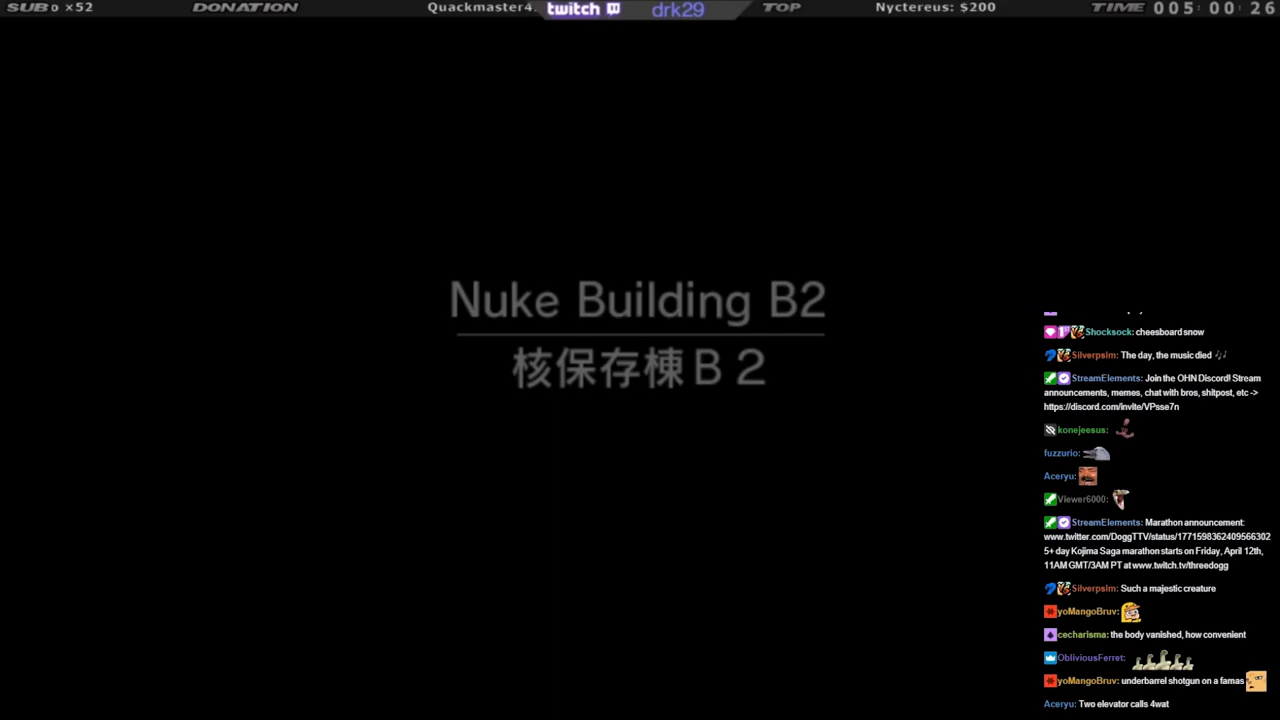 SUBs ×52 DONATION Quackmaster4. twitch drk29 TOP Nyctereus: $200 TIME 005:00:26
Nuke Building B2
核保存棟B2
Shocksock: cheesboard snow
Silverpsim: The day, the music died 🎶
StreamElements: Join the OHN Discord! Stream
announcements, memes, chat with bros, shitpost, etc ->
https://discord.com/invite/VPsse7n
konejeesus:
fuzzurio:
Aceryu:
Viewer6000:
StreamElements: Marathon announcement:
www.twitter.com/DoggTTV/status/1771598362409566302
5+ day Kojima Saga marathon starts on Friday, April 12th,
11AM GMT/3AM PT at www.twitch.tv/threedogg
Silverpsim: Such a majestic creature
yoMangoBruv:
cecharisma: the body vanished, how convenient
ObliviousFerret:
yoMangoBruv: underbarrel shotgun on a famas
Aceryu: Two elevator calls 4wat